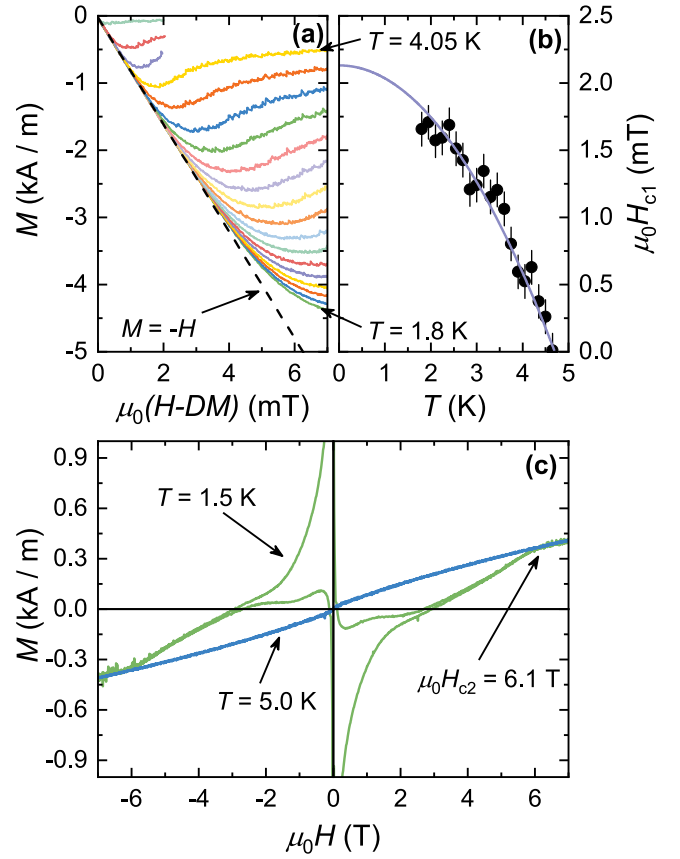 (a)
T = 4.05 K
(b)
0
-1
-2
-3
-4
-5
M (kA / m)
M = -H
T = 1.8 K
0 2 4 6
μ₀(H-DM) (mT)
0 1 2 3 4 5
T (K)
2.5
2.0
1.5
1.0
0.5
0.0
μ₀H_c1 (mT)
(c)
0.9
0.6
0.3
0.0
-0.3
-0.6
-0.9
M (kA / m)
T = 1.5 K
T = 5.0 K
μ₀H_c2 = 6.1 T
-6 -4 -2 0 2 4 6
μ₀H (T)